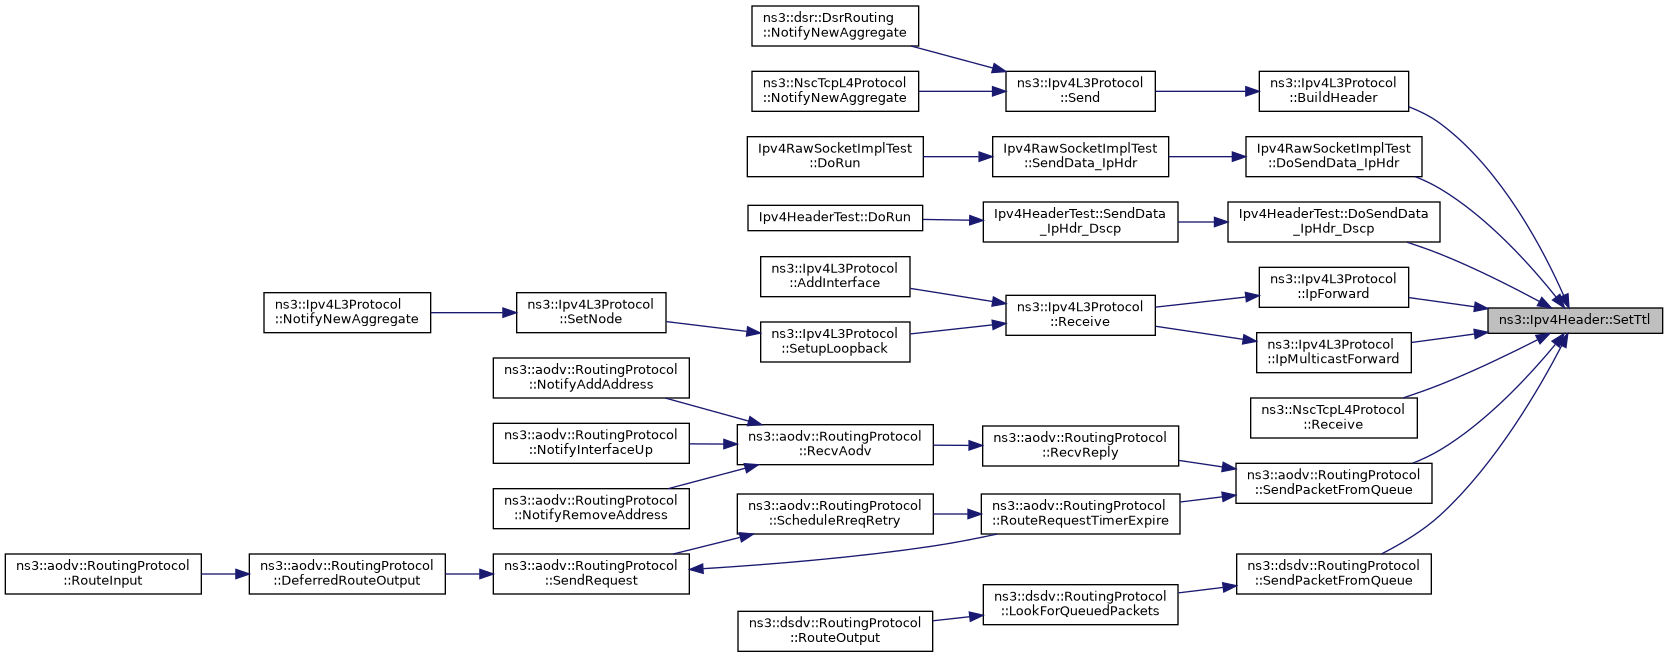 ns3::dsr::DsrRouting
::NotifyNewAggregate
ns3::NscTcpL4Protocol
::NotifyNewAggregate
ns3::Ipv4L3Protocol
::Send
ns3::Ipv4L3Protocol
::BuildHeader
Ipv4RawSocketImplTest
::DoRun
Ipv4RawSocketImplTest
::SendData_IpHdr
Ipv4RawSocketImplTest
::DoSendData_IpHdr
Ipv4HeaderTest::DoRun
Ipv4HeaderTest::SendData
_IpHdr_Dscp
Ipv4HeaderTest::DoSendData
_IpHdr_Dscp
ns3::Ipv4L3Protocol
::AddInterface
ns3::Ipv4L3Protocol
::IpForward
ns3::Ipv4L3Protocol
::NotifyNewAggregate
ns3::Ipv4L3Protocol
::SetNode
ns3::Ipv4L3Protocol
::SetupLoopback
ns3::Ipv4L3Protocol
::Receive
ns3::Ipv4L3Protocol
::IpMulticastForward
ns3::Ipv4Header::SetTtl
ns3::aodv::RoutingProtocol
::NotifyAddAddress
ns3::NscTcpL4Protocol
::Receive
ns3::aodv::RoutingProtocol
::NotifyInterfaceUp
ns3::aodv::RoutingProtocol
::RecvAodv
ns3::aodv::RoutingProtocol
::RecvReply
ns3::aodv::RoutingProtocol
::SendPacketFromQueue
ns3::aodv::RoutingProtocol
::NotifyRemoveAddress
ns3::aodv::RoutingProtocol
::ScheduleRreqRetry
ns3::aodv::RoutingProtocol
::RouteRequestTimerExpire
ns3::aodv::RoutingProtocol
::RouteInput
ns3::aodv::RoutingProtocol
::DeferredRouteOutput
ns3::aodv::RoutingProtocol
::SendRequest
ns3::dsdv::RoutingProtocol
::SendPacketFromQueue
ns3::dsdv::RoutingProtocol
::LookForQueuedPackets
ns3::dsdv::RoutingProtocol
::RouteOutput